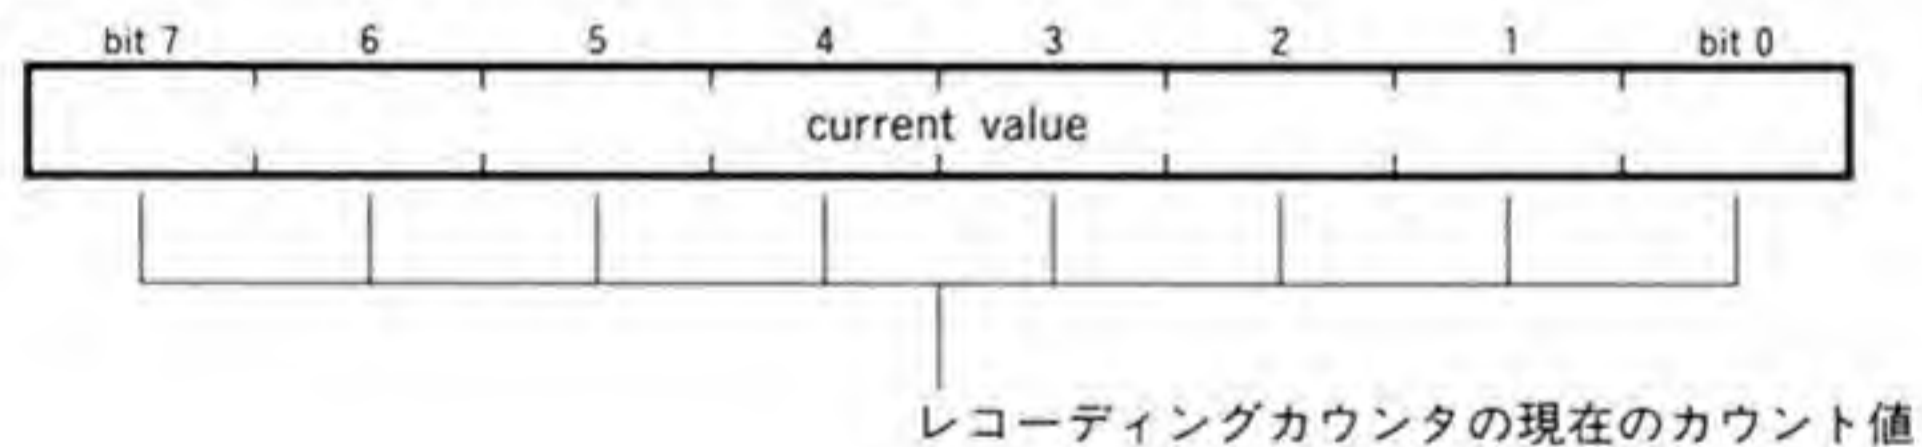 bit 7 6 5 4 3 2 1 bit 0
current value
レコーディングカウンタの現在のカウント値